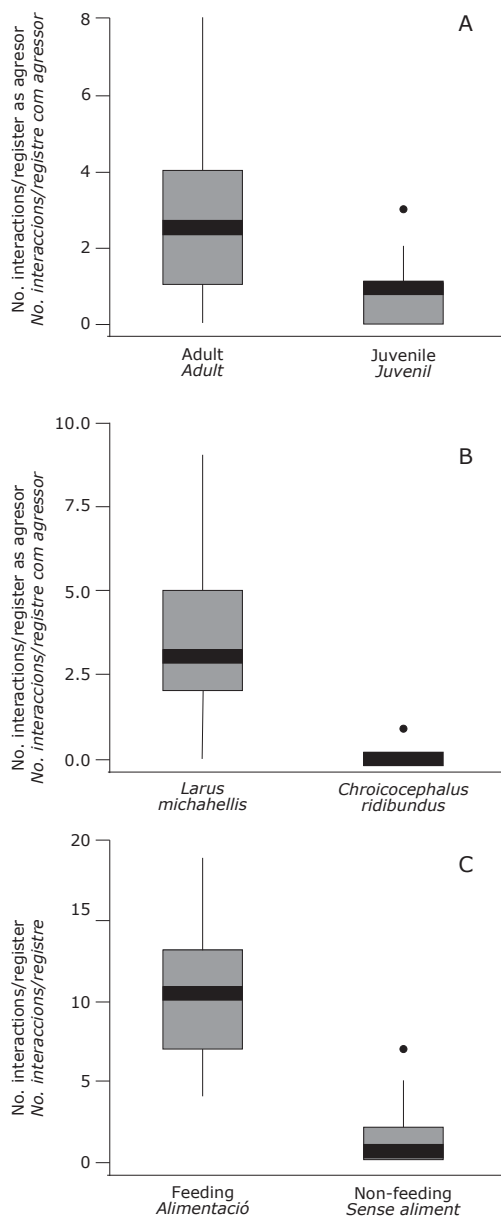 No. interactions/register as agresor
No. interaccions/registre com agressor
8
6
4
2
0
A
Adult
Adult
Juvenile
Juvenil
No. interactions/register as agresor
No. interaccions/registre com agressor
10.0
7.5
5.0
2.5
0.0
B
Larus
michahellis
Chroicocephalus
ridibundus
No. interactions/register
No. interaccions/registre
20
15
10
5
0
C
Feeding
Alimentació
Non-feeding
Sense aliment